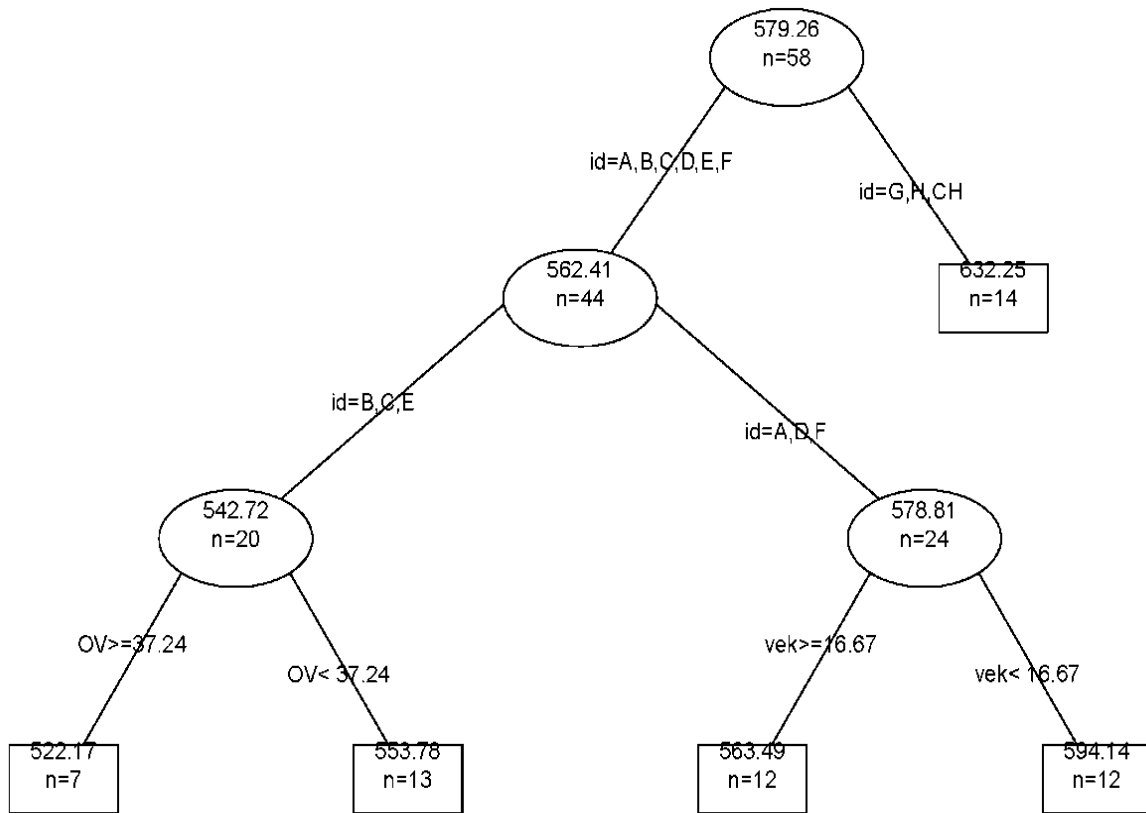 579.26
n=58
id=A,B,C,D,E,F
id=G,H,CH
562.41
n=44
632.25
n=14
id=B,C,E
id=A,D,F
542.72
n=20
578.81
n=24
OV>=37.24
OV< 37.24
vek>=16.67
vek< 16.67
522.17
n=7
553.78
n=13
563.49
n=12
594.14
n=12